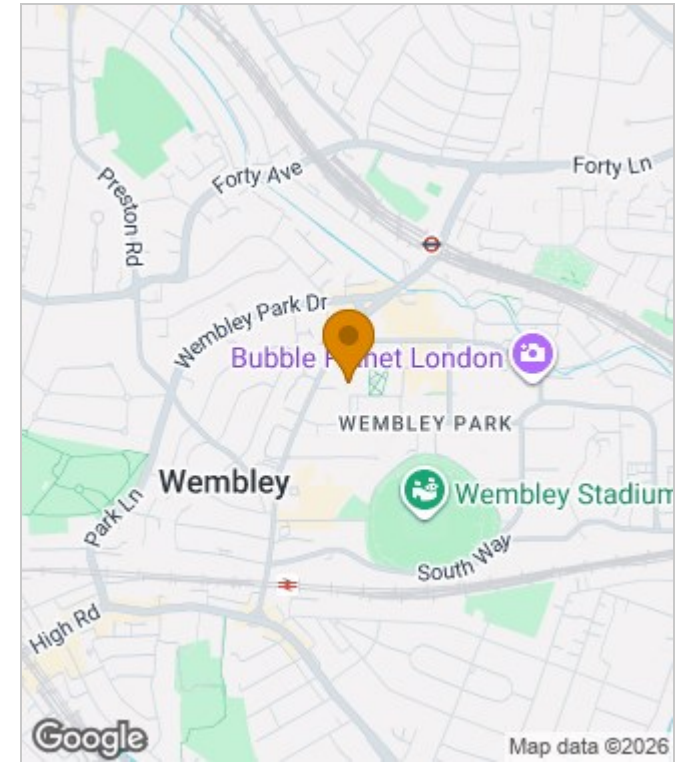 Forty Ln
Forty Ave
Preston Rd
Wembley Park Dr
Bubble Planet London
WEMBLEY PARK
Wembley
Wembley Stadium
Park Ln
South Way
High Rd
Google
Map data ©2026